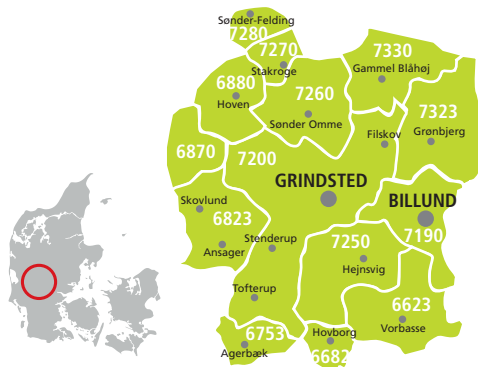 Sønder-Felding
7280
7270
Stakroge
7330
Gammel Blåhøj
6880
Hoven
7260
Sønder Omme
7323
Grønbjerg
Filskov
6870
7200
GRINDSTED
BILLUND
7190
Skovlund
6823
Ansager
Stenderup
7250
Hejnsvig
Tofterup
6623
Vorbasse
6753
Agerbæk
Hovborg
6682